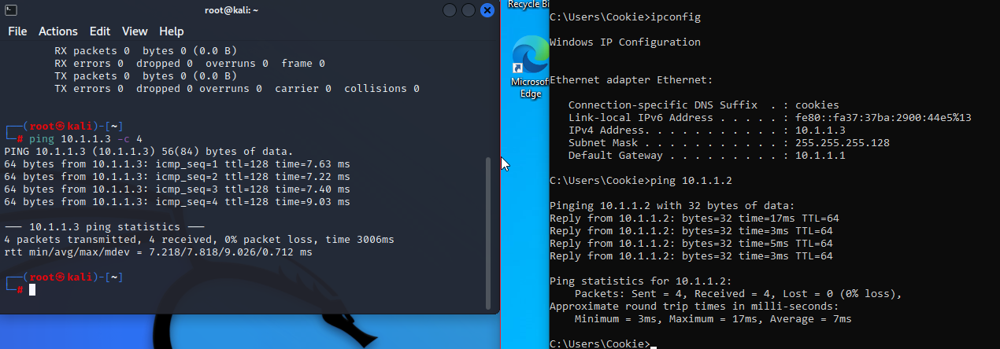 root@kali: ~
File Actions Edit View Help
RX packets 0 bytes 0 (0.0 B)
RX errors 0 dropped 0 overruns 0 frame 0
TX packets 0 bytes 0 (0.0 B)
TX errors 0 dropped 0 overruns 0 carrier 0 collisions 0
┌──(root㉿kali)-[~]
└─# ping 10.1.1.3 -c 4
PING 10.1.1.3 (10.1.1.3) 56(84) bytes of data.
64 bytes from 10.1.1.3: icmp_seq=1 ttl=128 time=7.63 ms
64 bytes from 10.1.1.3: icmp_seq=2 ttl=128 time=7.22 ms
64 bytes from 10.1.1.3: icmp_seq=3 ttl=128 time=7.40 ms
64 bytes from 10.1.1.3: icmp_seq=4 ttl=128 time=9.03 ms
--- 10.1.1.3 ping statistics ---
4 packets transmitted, 4 received, 0% packet loss, time 3006ms
rtt min/avg/max/mdev = 7.218/7.818/9.026/0.712 ms
┌──(root㉿kali)-[~]
└─#
Recycle Bi
Microsof
Edge
C:\Users\Cookie>ipconfig
Windows IP Configuration
Ethernet adapter Ethernet:
Connection-specific DNS Suffix . : cookies
Link-local IPv6 Address . . . . . : fe80::fa37:37ba:2900:44e5%13
IPv4 Address. . . . . . . . . . . : 10.1.1.3
Subnet Mask . . . . . . . . . . . : 255.255.255.128
Default Gateway . . . . . . . . . : 10.1.1.1
C:\Users\Cookie>ping 10.1.1.2
Pinging 10.1.1.2 with 32 bytes of data:
Reply from 10.1.1.2: bytes=32 time=17ms TTL=64
Reply from 10.1.1.2: bytes=32 time=3ms TTL=64
Reply from 10.1.1.2: bytes=32 time=5ms TTL=64
Reply from 10.1.1.2: bytes=32 time=3ms TTL=64
Ping statistics for 10.1.1.2:
Packets: Sent = 4, Received = 4, Lost = 0 (0% loss),
Approximate round trip times in milli-seconds:
Minimum = 3ms, Maximum = 17ms, Average = 7ms
C:\Users\Cookie>